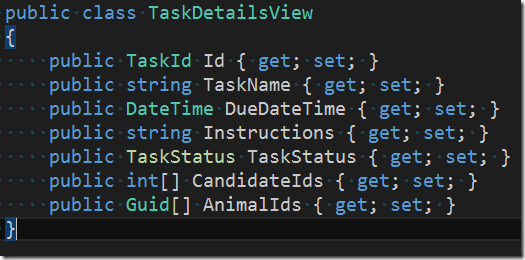 public class TaskDetailsView
{
public TaskId Id { get; set; }
public string TaskName { get; set; }
public DateTime DueDateTime { get; set; }
public string Instructions { get; set; }
public TaskStatus TaskStatus { get; set; }
public int[] CandidateIds { get; set; }
public Guid[] AnimalIds { get; set; }
}